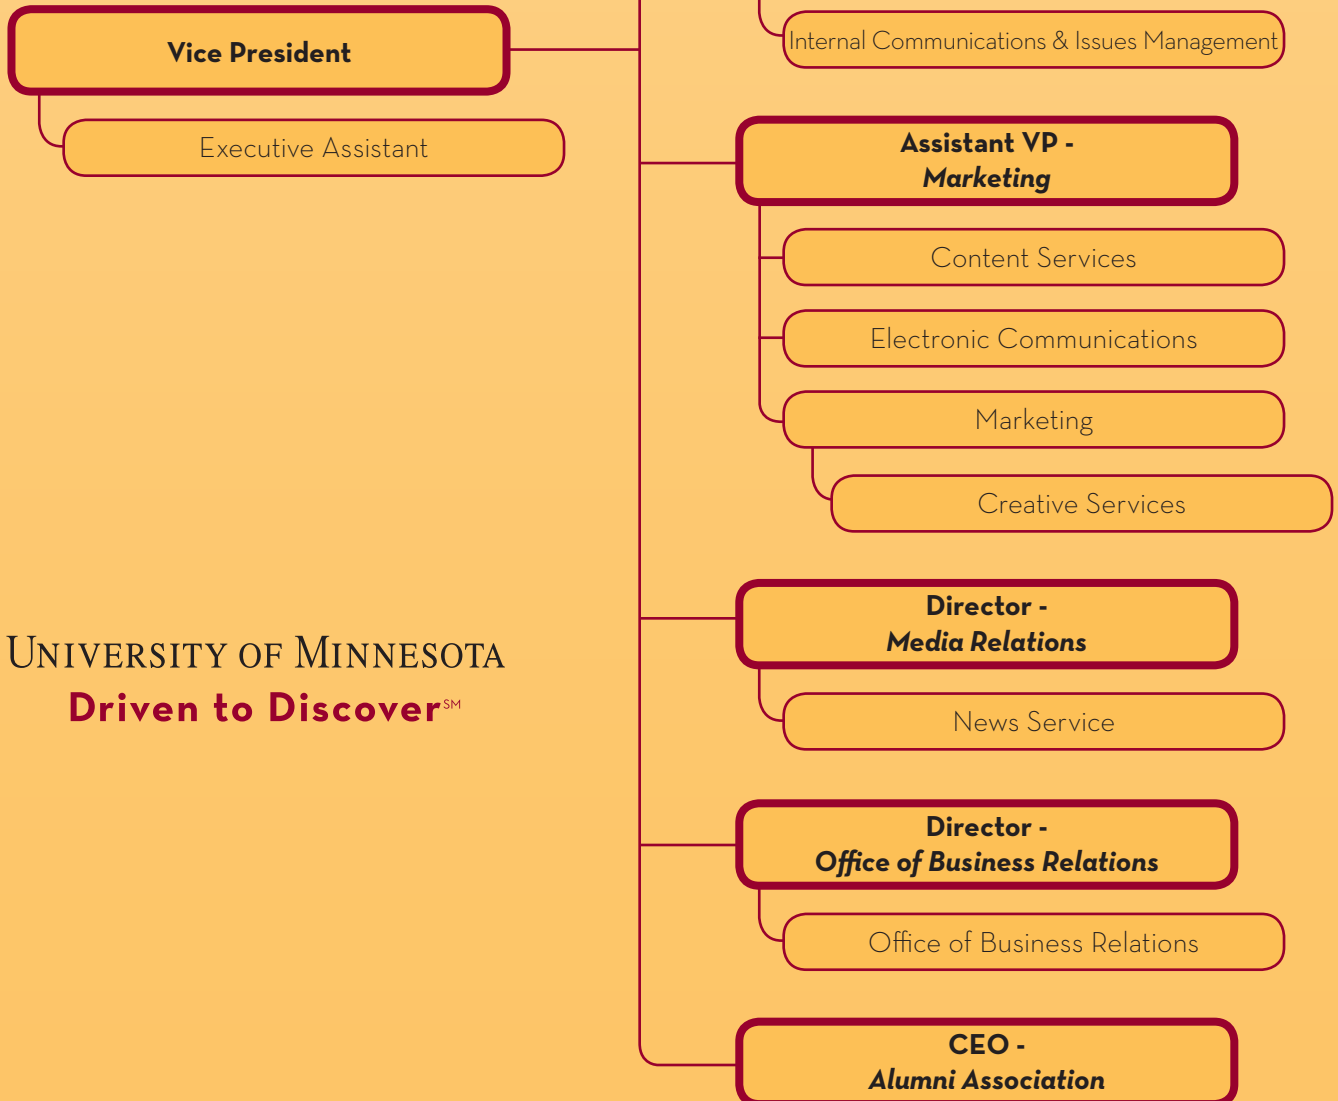 Vice President
Executive Assistant
Internal Communications & Issues Management
Assistant VP -
Marketing
Content Services
Electronic Communications
Marketing
Creative Services
Director -
Media Relations
News Service
Director -
Office of Business Relations
Office of Business Relations
CEO -
Alumni Association
UNIVERSITY OF MINNESOTA
Driven to Discover℠